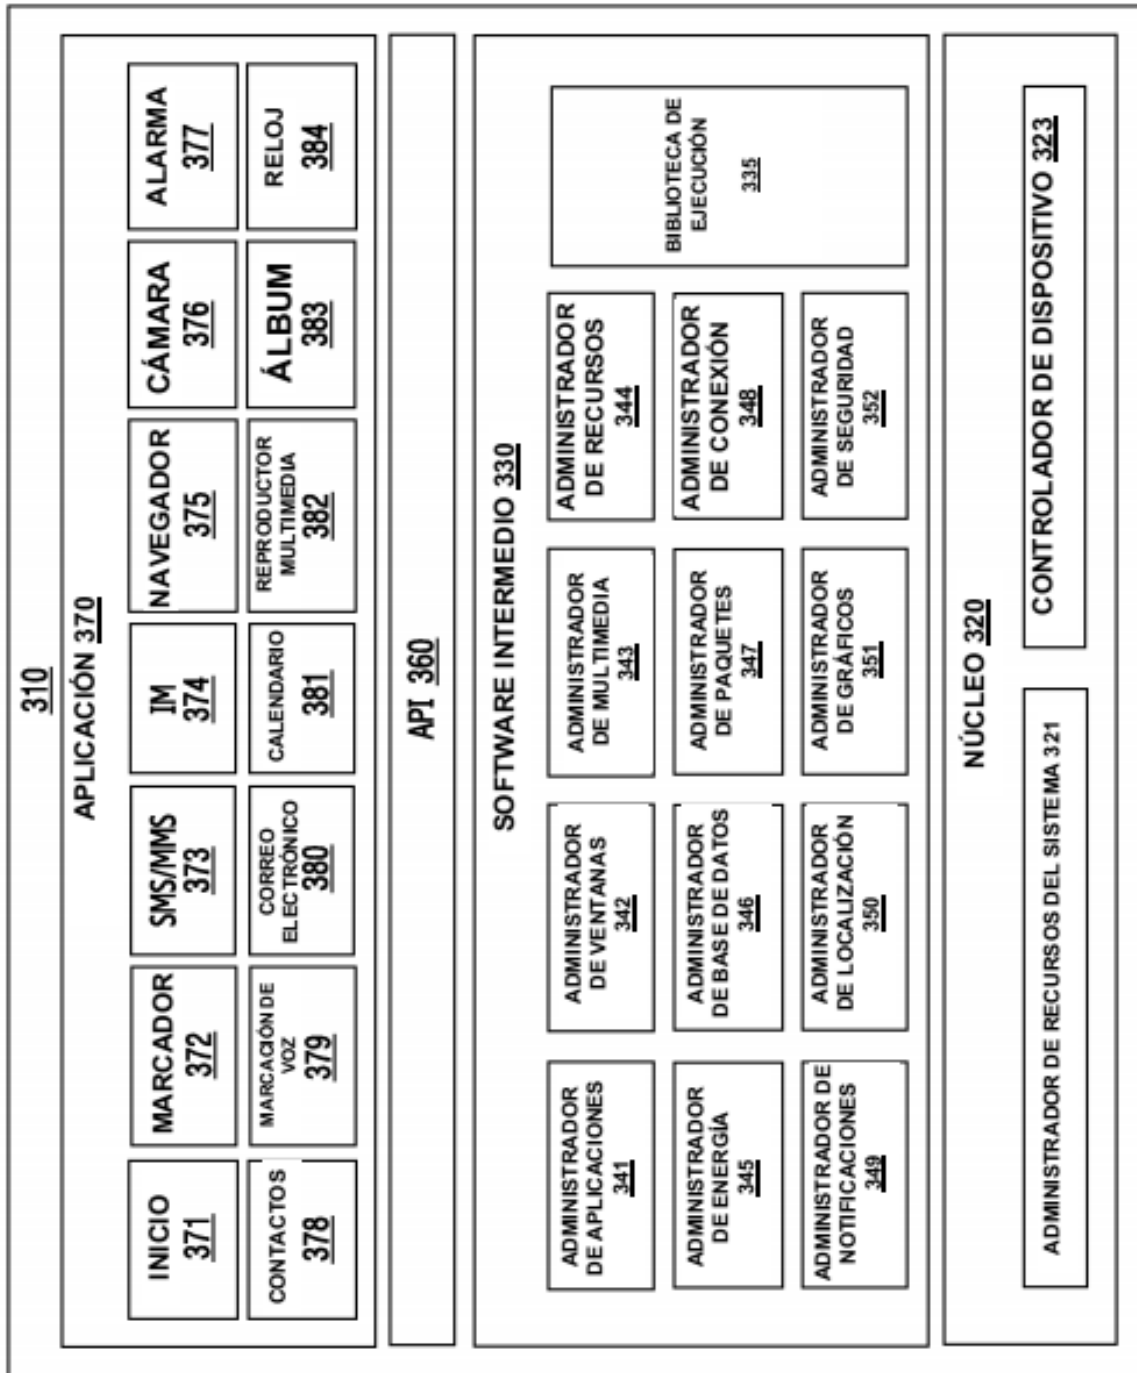 310
APLICACIÓN 370
INICIO
371
MARCADOR
372
SMS/MMS
373
IM
374
NAVEGADOR
375
CÁMARA
376
ALARMA
377
CONTACTOS
378
MARCACIÓN DE
VOZ
379
CORREO
ELECTRÓNICO
380
CALENDARIO
381
REPRODUCTOR
MULTIMEDIA
382
ÁLBUM
383
RELOJ
384
API 360
SOFTWARE INTERMEDIO 330
ADMINISTRADOR
DE APLICACIONES
341
ADMINISTRADOR
DE VENTANAS
342
ADMINISTRADOR
DE MULTIMEDIA
343
ADMINISTRADOR
DE RECURSOS
344
ADMINISTRADOR
DE ENERGÍA
345
ADMINISTRADOR
DE BASE DE DATOS
346
ADMINISTRADOR
DE PAQUETES
347
ADMINISTRADOR
DE CONEXIÓN
348
ADMINISTRADOR DE
NOTIFICACIONES
349
ADMINISTRADOR
DE LOCALIZACIÓN
350
ADMINISTRADOR
DE GRÁFICOS
351
ADMINISTRADOR
DE SEGURIDAD
352
BIBLIOTECA DE
EJECUCIÓN
335
NÚCLEO 320
ADMINISTRADOR DE RECURSOS DEL SISTEMA 321
CONTROLADOR DE DISPOSITIVO 323